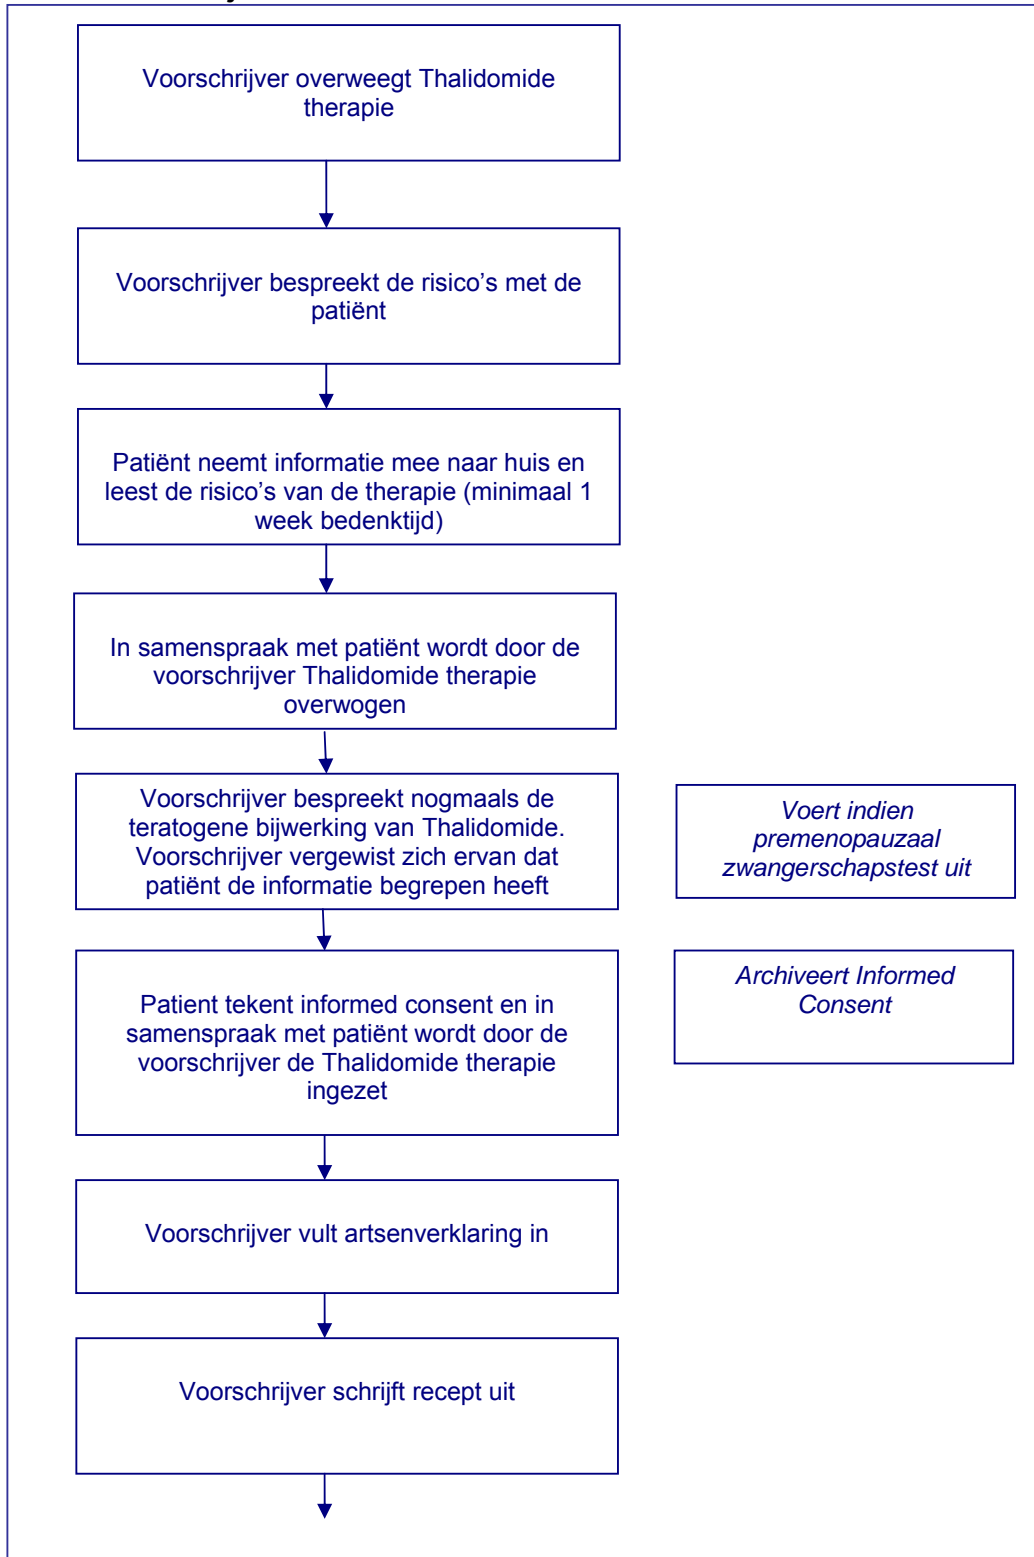 Voorschrijver overweegt Thalidomide
therapie
Voorschrijver bespreekt de risico’s met de
patiënt
Patiënt neemt informatie mee naar huis en
leest de risico’s van de therapie (minimaal 1
week bedenktijd)
In samenspraak met patiënt wordt door de
voorschrijver Thalidomide therapie
overwogen
Voorschrijver bespreekt nogmaals de
teratogene bijwerking van Thalidomide.
Voorschrijver vergewist zich ervan dat
patiënt de informatie begrepen heeft
Voert indien
premenopauzaal
zwangerschapstest uit
Patient tekent informed consent en in
samenspraak met patiënt wordt door de
voorschrijver de Thalidomide therapie
ingezet
Archiveert Informed
Consent
Voorschrijver vult artsenverklaring in
Voorschrijver schrijft recept uit